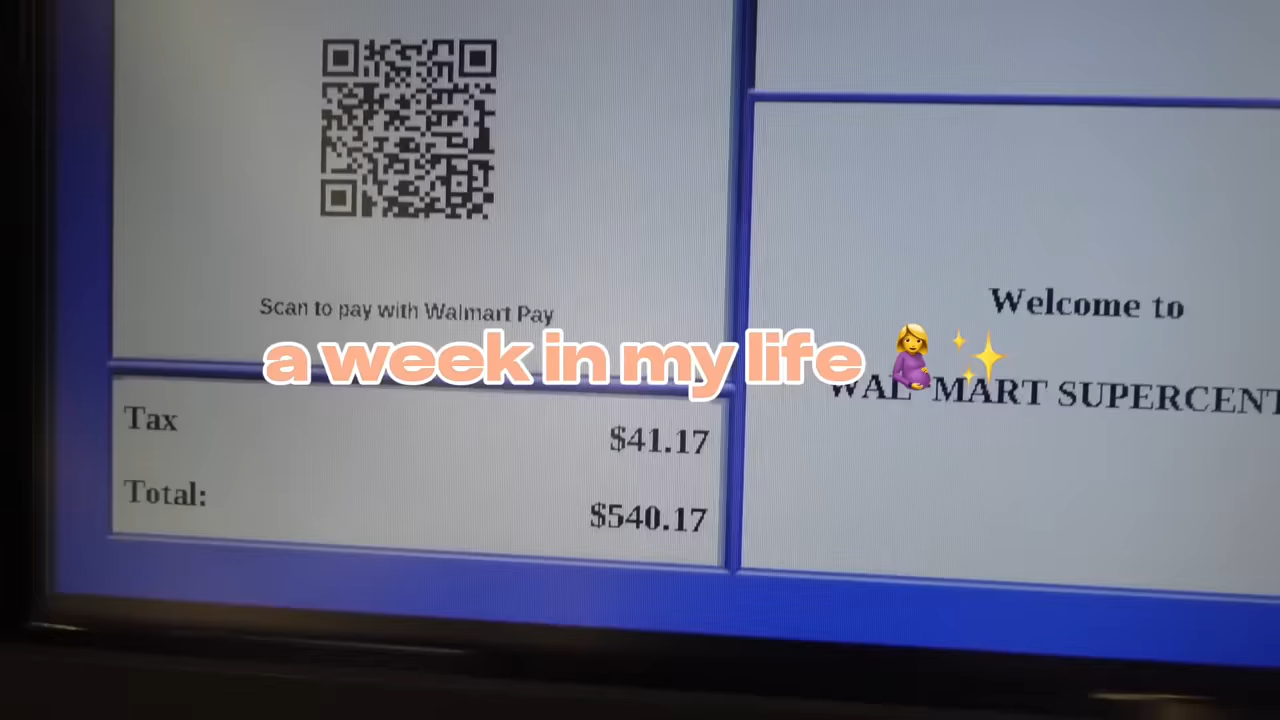 Scan to pay with Walmart Pay
a week in my life 🤰✨
Tax
$41.17
Total:
$540.17
Welcome to
WAL*MART SUPERCENT